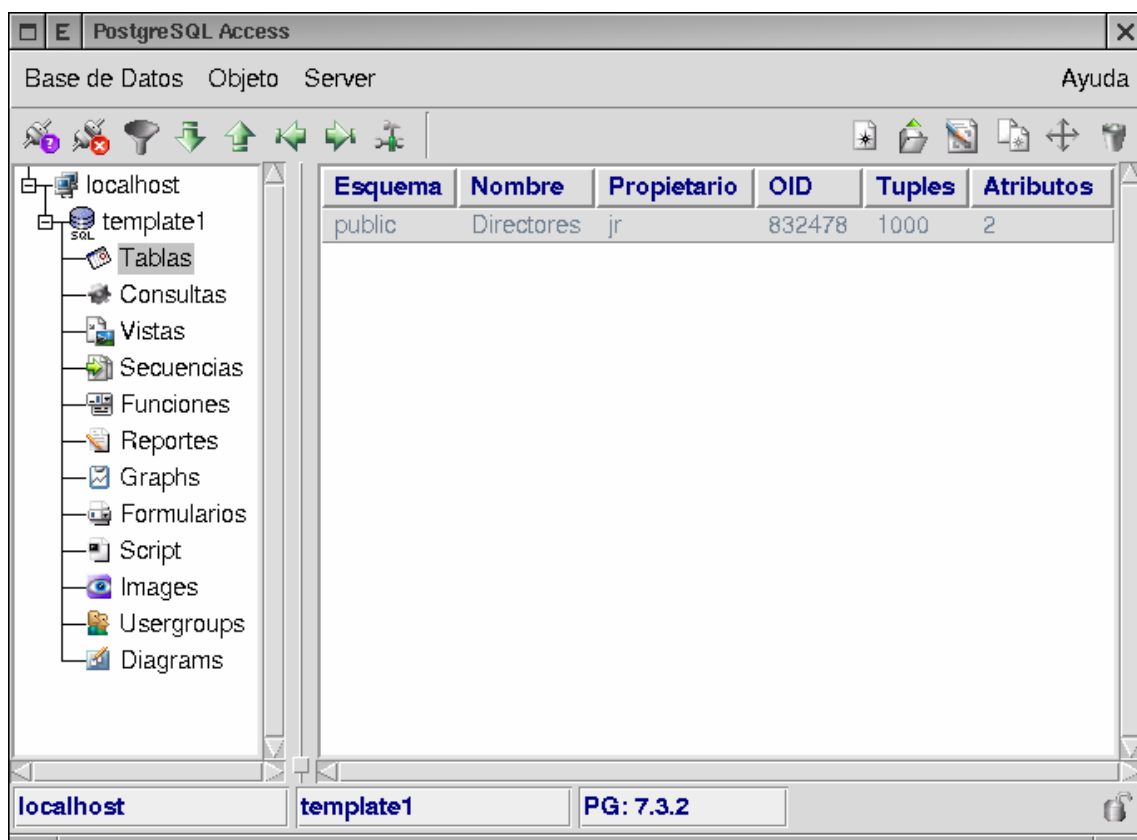 E PostgreSQL Access
Base de Datos Objeto Server Ayuda
localhost
template1
SQL
Tablas
Consultas
Vistas
Secuencias
Funciones
Reportes
Graphs
Formularios
Script
Images
Usergroups
Diagrams
Esquema Nombre Propietario OID Tuples Atributos
public Directores jr 832478 1000 2
localhost template1 PG: 7.3.2